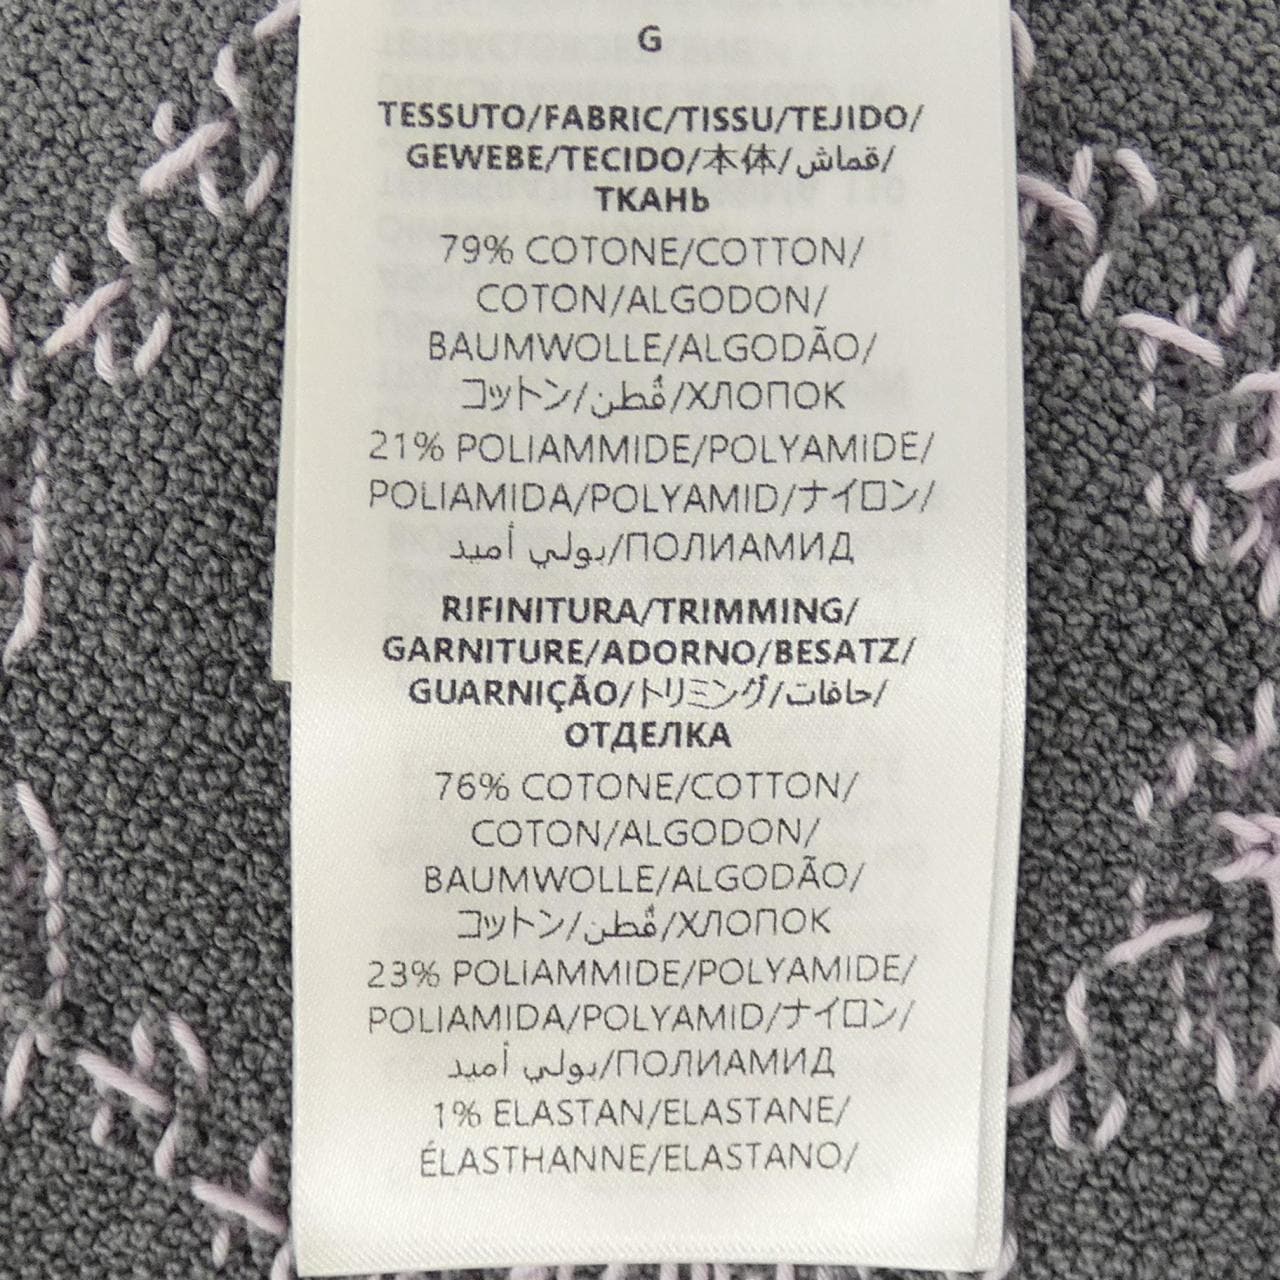 G
TESSUTO/FABRIC/TISSU/TEJIDO/
GEWEBE/TECIDO/本体/قماش/
ТКАНЬ
79% COTONE/COTTON/
COTON/ALGODON/
BAUMWOLLE/ALGODÃO/
コットン/قُطن/ХЛОПОК
21% POLIAMMIDE/POLYAMIDE/
POLIAMIDA/POLYAMID/ナイロン/
بولي أميد/ПОЛИАМИД
RIFINITURA/TRIMMING/
GARNITURE/ADORNO/BESATZ/
GUARNIÇÃO/トリミング/حافات/
ОТДЕЛКА
76% COTONE/COTTON/
COTON/ALGODON/
BAUMWOLLE/ALGODÃO/
コットン/قُطن/ХЛОПОК
23% POLIAMMIDE/POLYAMIDE/
POLIAMIDA/POLYAMID/ナイロン/
بولي أميد/ПОЛИАМИД
1% ELASTAN/ELASTANE/
ÉLASTHANNE/ELASTANO/